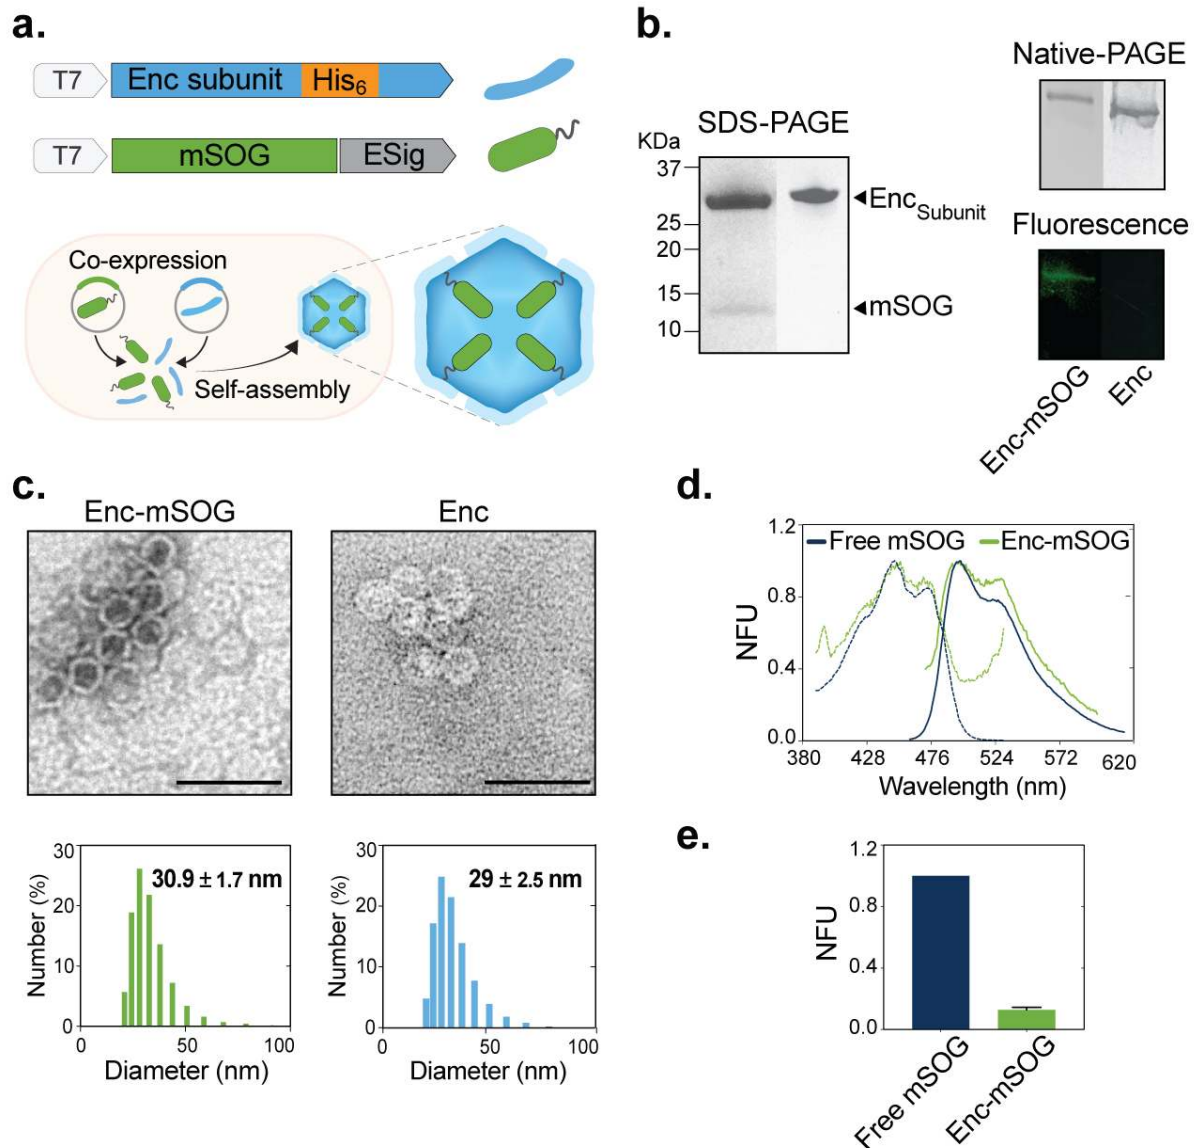 a.
T7
Enc subunit
His6
T7
mSOG
ESig
Co-expression
Self-assembly
b.
SDS-PAGE
KDa
37
25
20
15
10
EncSubunit
mSOG
Native-PAGE
Fluorescence
Enc-mSOG
Enc
c.
Enc-mSOG
Enc
30
20
10
0
Number (%)
30.9 ± 1.7 nm
0
50
100
Diameter (nm)
30
20
10
0
Number (%)
29 ± 2.5 nm
0
50
100
Diameter (nm)
d.
1.2
0.8
0.4
0.0
NFU
Free mSOG
Enc-mSOG
380
428
476
524
572
620
Wavelength (nm)
e.
1.2
0.8
0.4
0.0
NFU
Free mSOG
Enc-mSOG